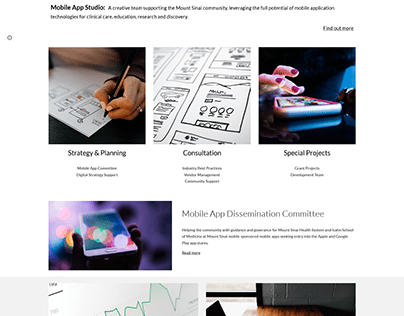 Mobile App Studio: A creative team supporting the Mount Sinai community, leveraging the full potential of mobile application
technologies for clinical care, education, research and discovery.
Find out more
Strategy & Planning
Consultation
Special Projects
Mobile App Committee
Digital Strategy Support
Industry Best Practices
Vendor Management
Community Support
Grant Projects
Development Team
Mobile App Dissemination Committee
Helping the community with guidance and governance for Mount Sinai Health System and Icahn School
of Medicine at Mount Sinai mobile sponsored mobile apps seeking entry into the Apple and Google
Play app stores.
Read more